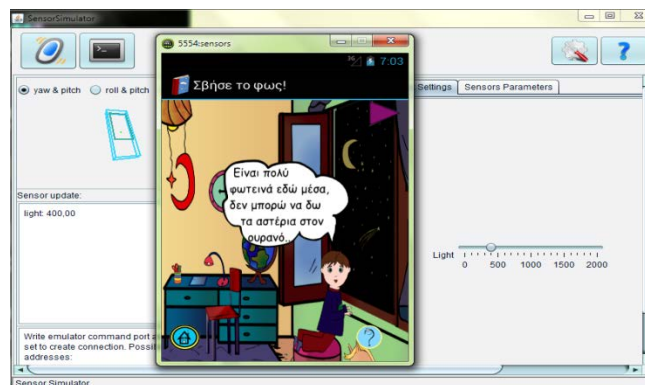 SensorSimulator
5554:sensors
3G 7:03
Σβήσε το φως!
yaw & pitch roll & pitch
Settings Sensors Parameters
Είναι πολύ
φωτεινά εδώ μέσα,
δεν μπορώ να δω
τα αστέρια στον
ουρανό..
Sensor update:
light: 400,00
Light
0 500 1000 1500 2000
Write emulator command port
set to create connection.
addresses:
Sensor Simulator